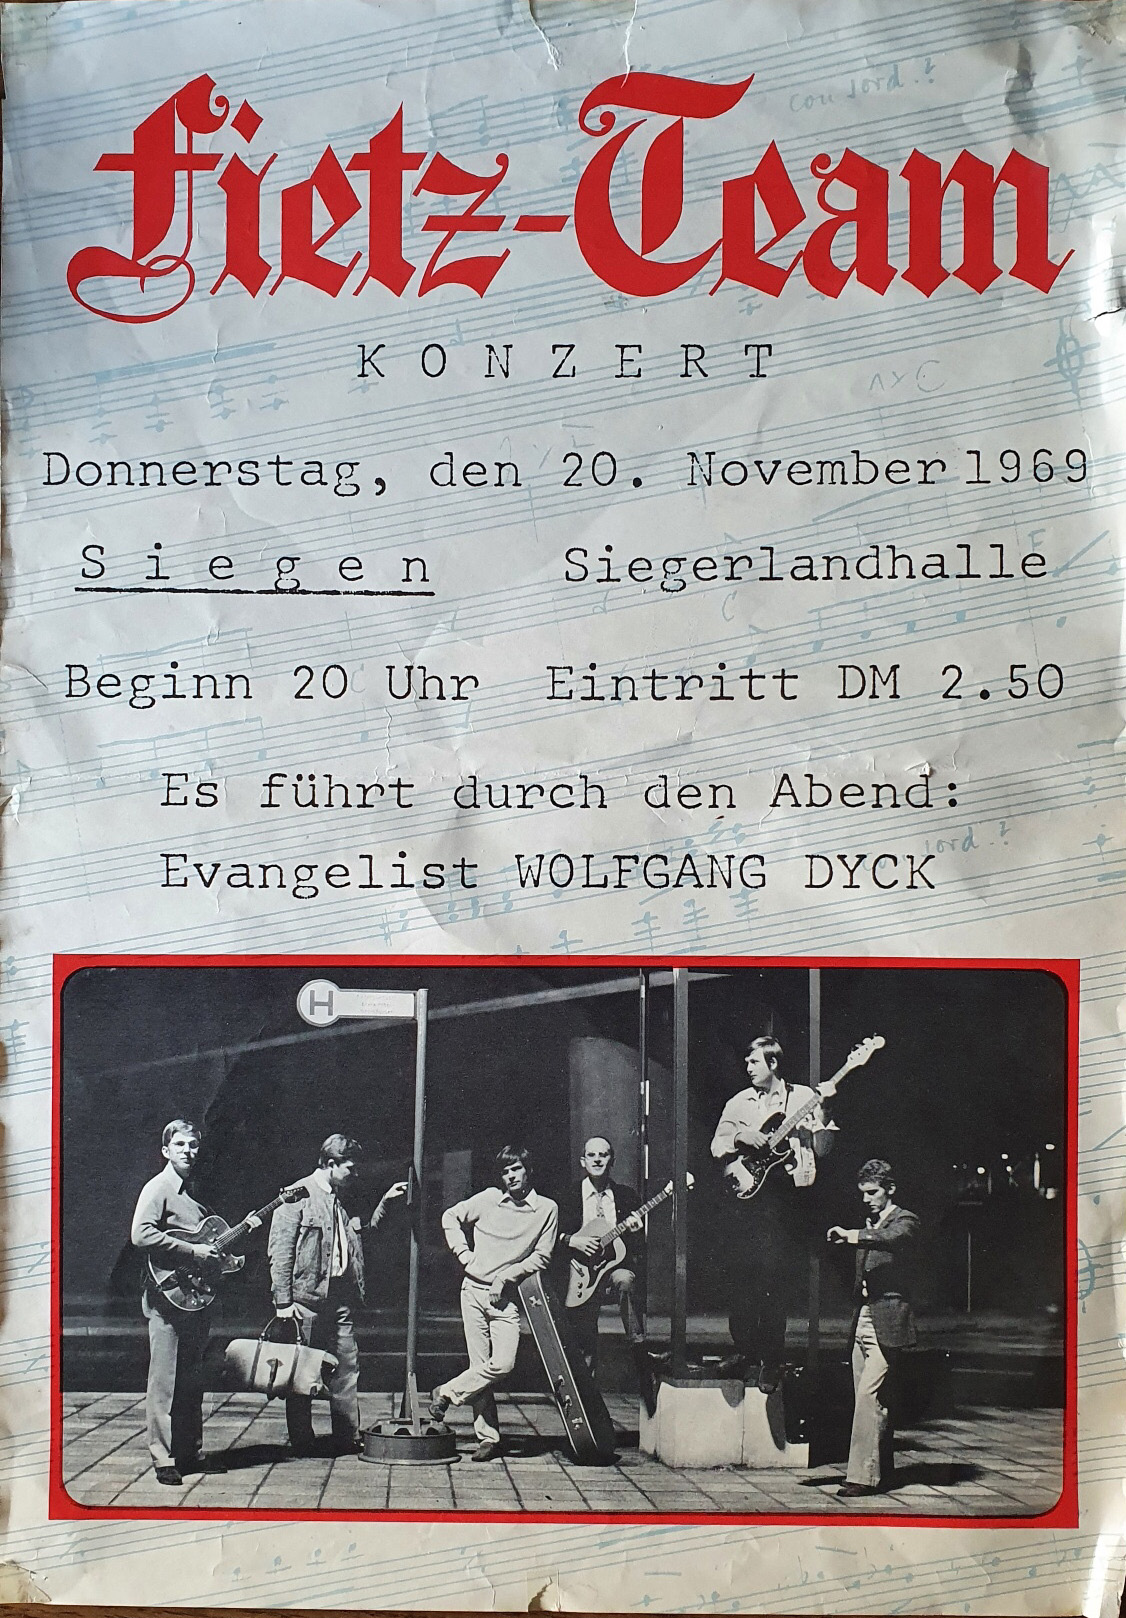 Fietz-Team
KONZERT
Donnerstag, den 20. November 1969
Siegen Siegerlandhalle
Beginn 20 Uhr Eintritt DM 2.50
Es führt durch den Abend:
Evangelist WOLFGANG DYCK
H